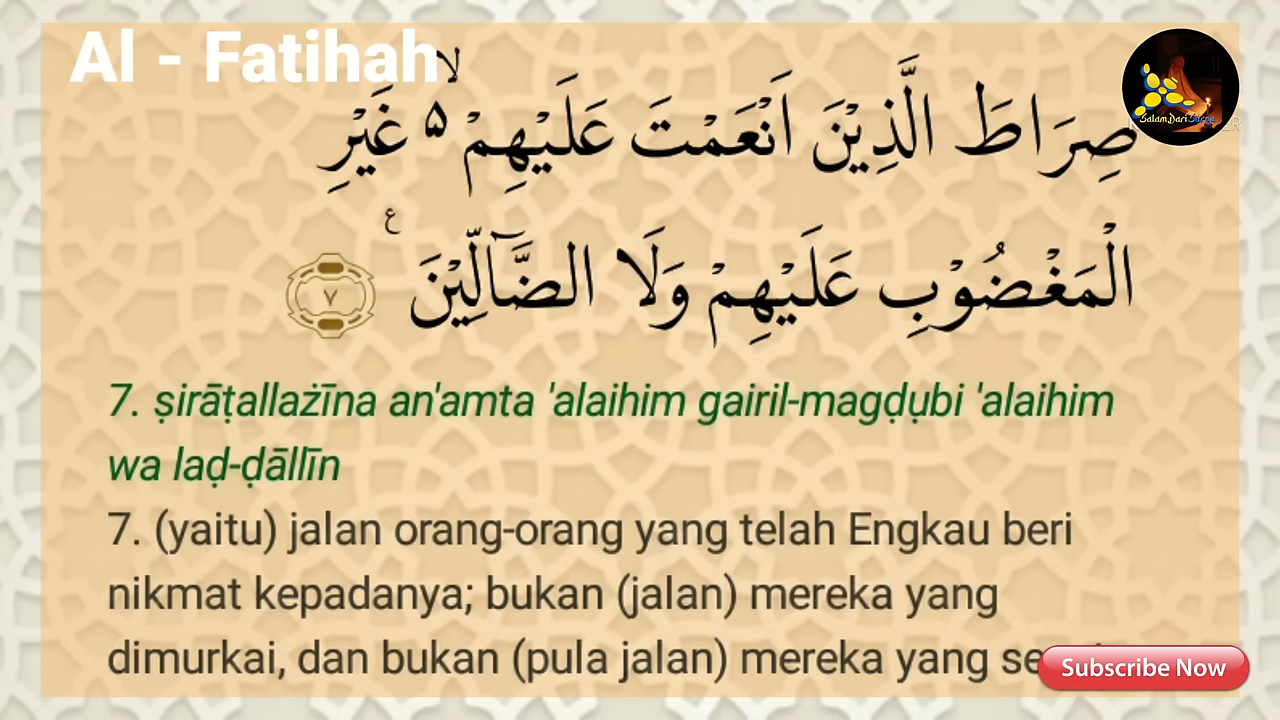 Al - Fatihah
صِرَاطَ الَّذِيْنَ اَنْعَمْتَ عَلَيْهِمْ ۙ ۵ غَيْرِ
الْمَغْضُوْبِ عَلَيْهِمْ وَلَا الضَّاۤلِّيْنَ ࣖ ٧
7. ṣirāṭallażīna an'amta 'alaihim gairil-magḍụbi 'alaihim
wa laḍ-ḍāllīn
7. (yaitu) jalan orang-orang yang telah Engkau beri
nikmat kepadanya; bukan (jalan) mereka yang
dimurkai, dan bukan (pula jalan) mereka yang
Subscribe Now